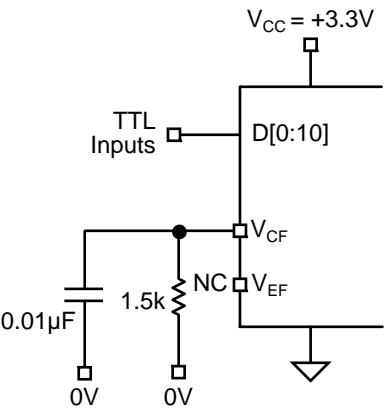 V_CC = +3.3V
TTL
Inputs
D[0:10]
V_CF
NC
V_EF
1.5k
0.01µF
0V
0V